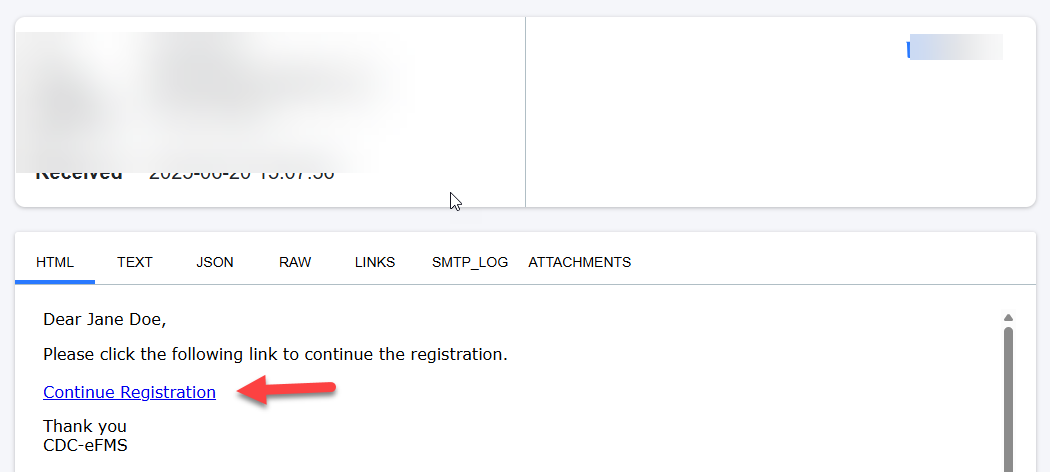 Received
HTML TEXT JSON RAW LINKS SMTP_LOG ATTACHMENTS
Dear Jane Doe,
Please click the following link to continue the registration.
Continue Registration
Thank you
CDC-eFMS